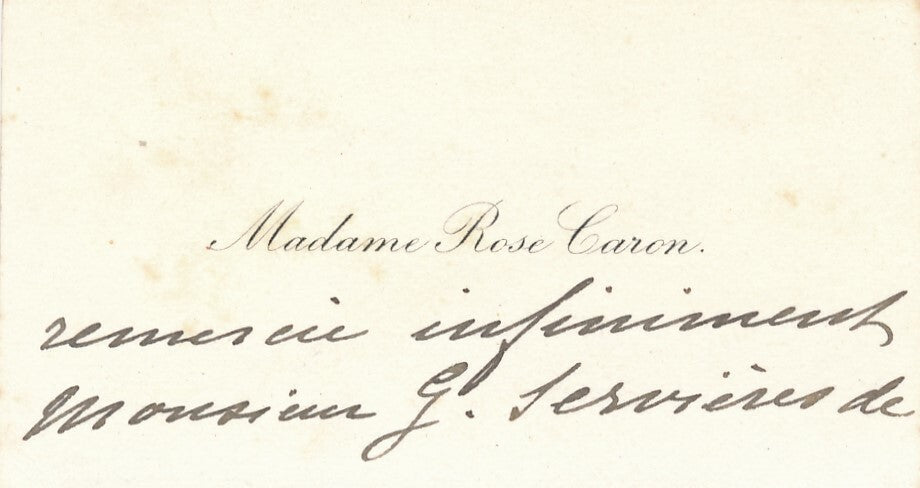 Madame Rose Caron.
remercie infiniment
Monsieur G. Servières de